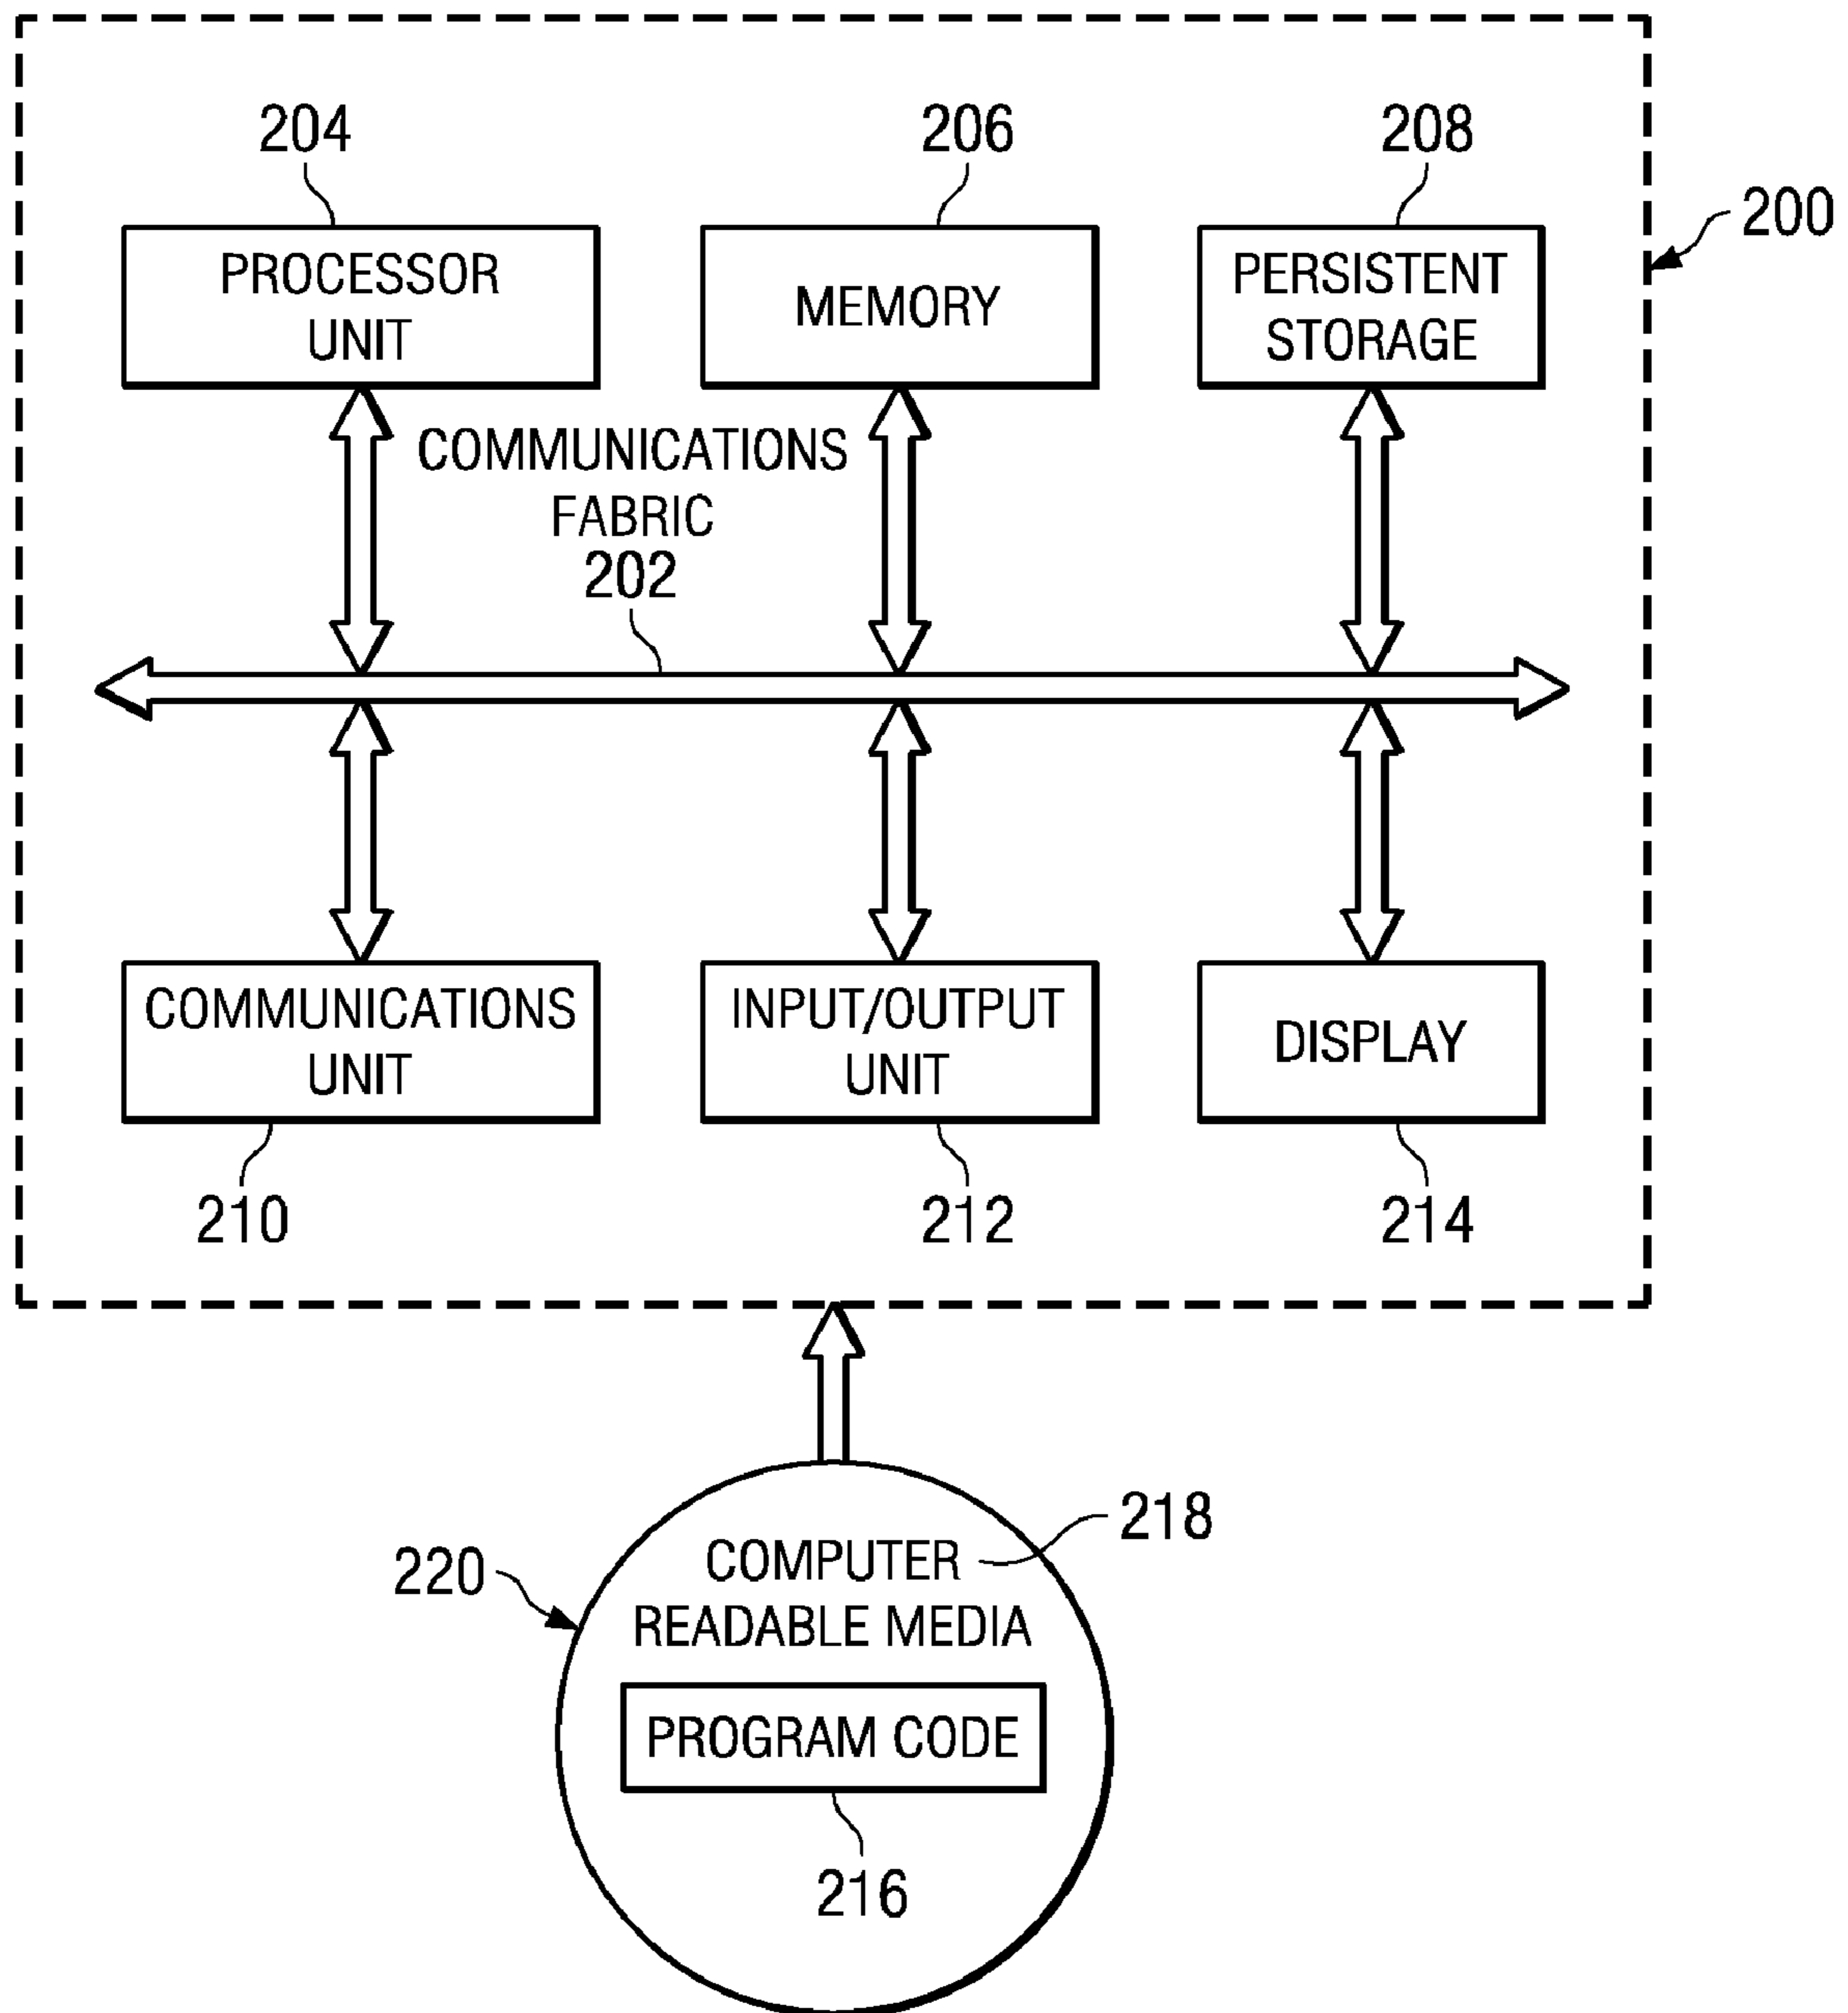 204
206
208
200
PROCESSOR
UNIT
MEMORY
PERSISTENT
STORAGE
COMMUNICATIONS
FABRIC
202
COMMUNICATIONS
UNIT
INPUT/OUTPUT
UNIT
DISPLAY
210
212
214
218
220
COMPUTER
READABLE MEDIA
PROGRAM CODE
216